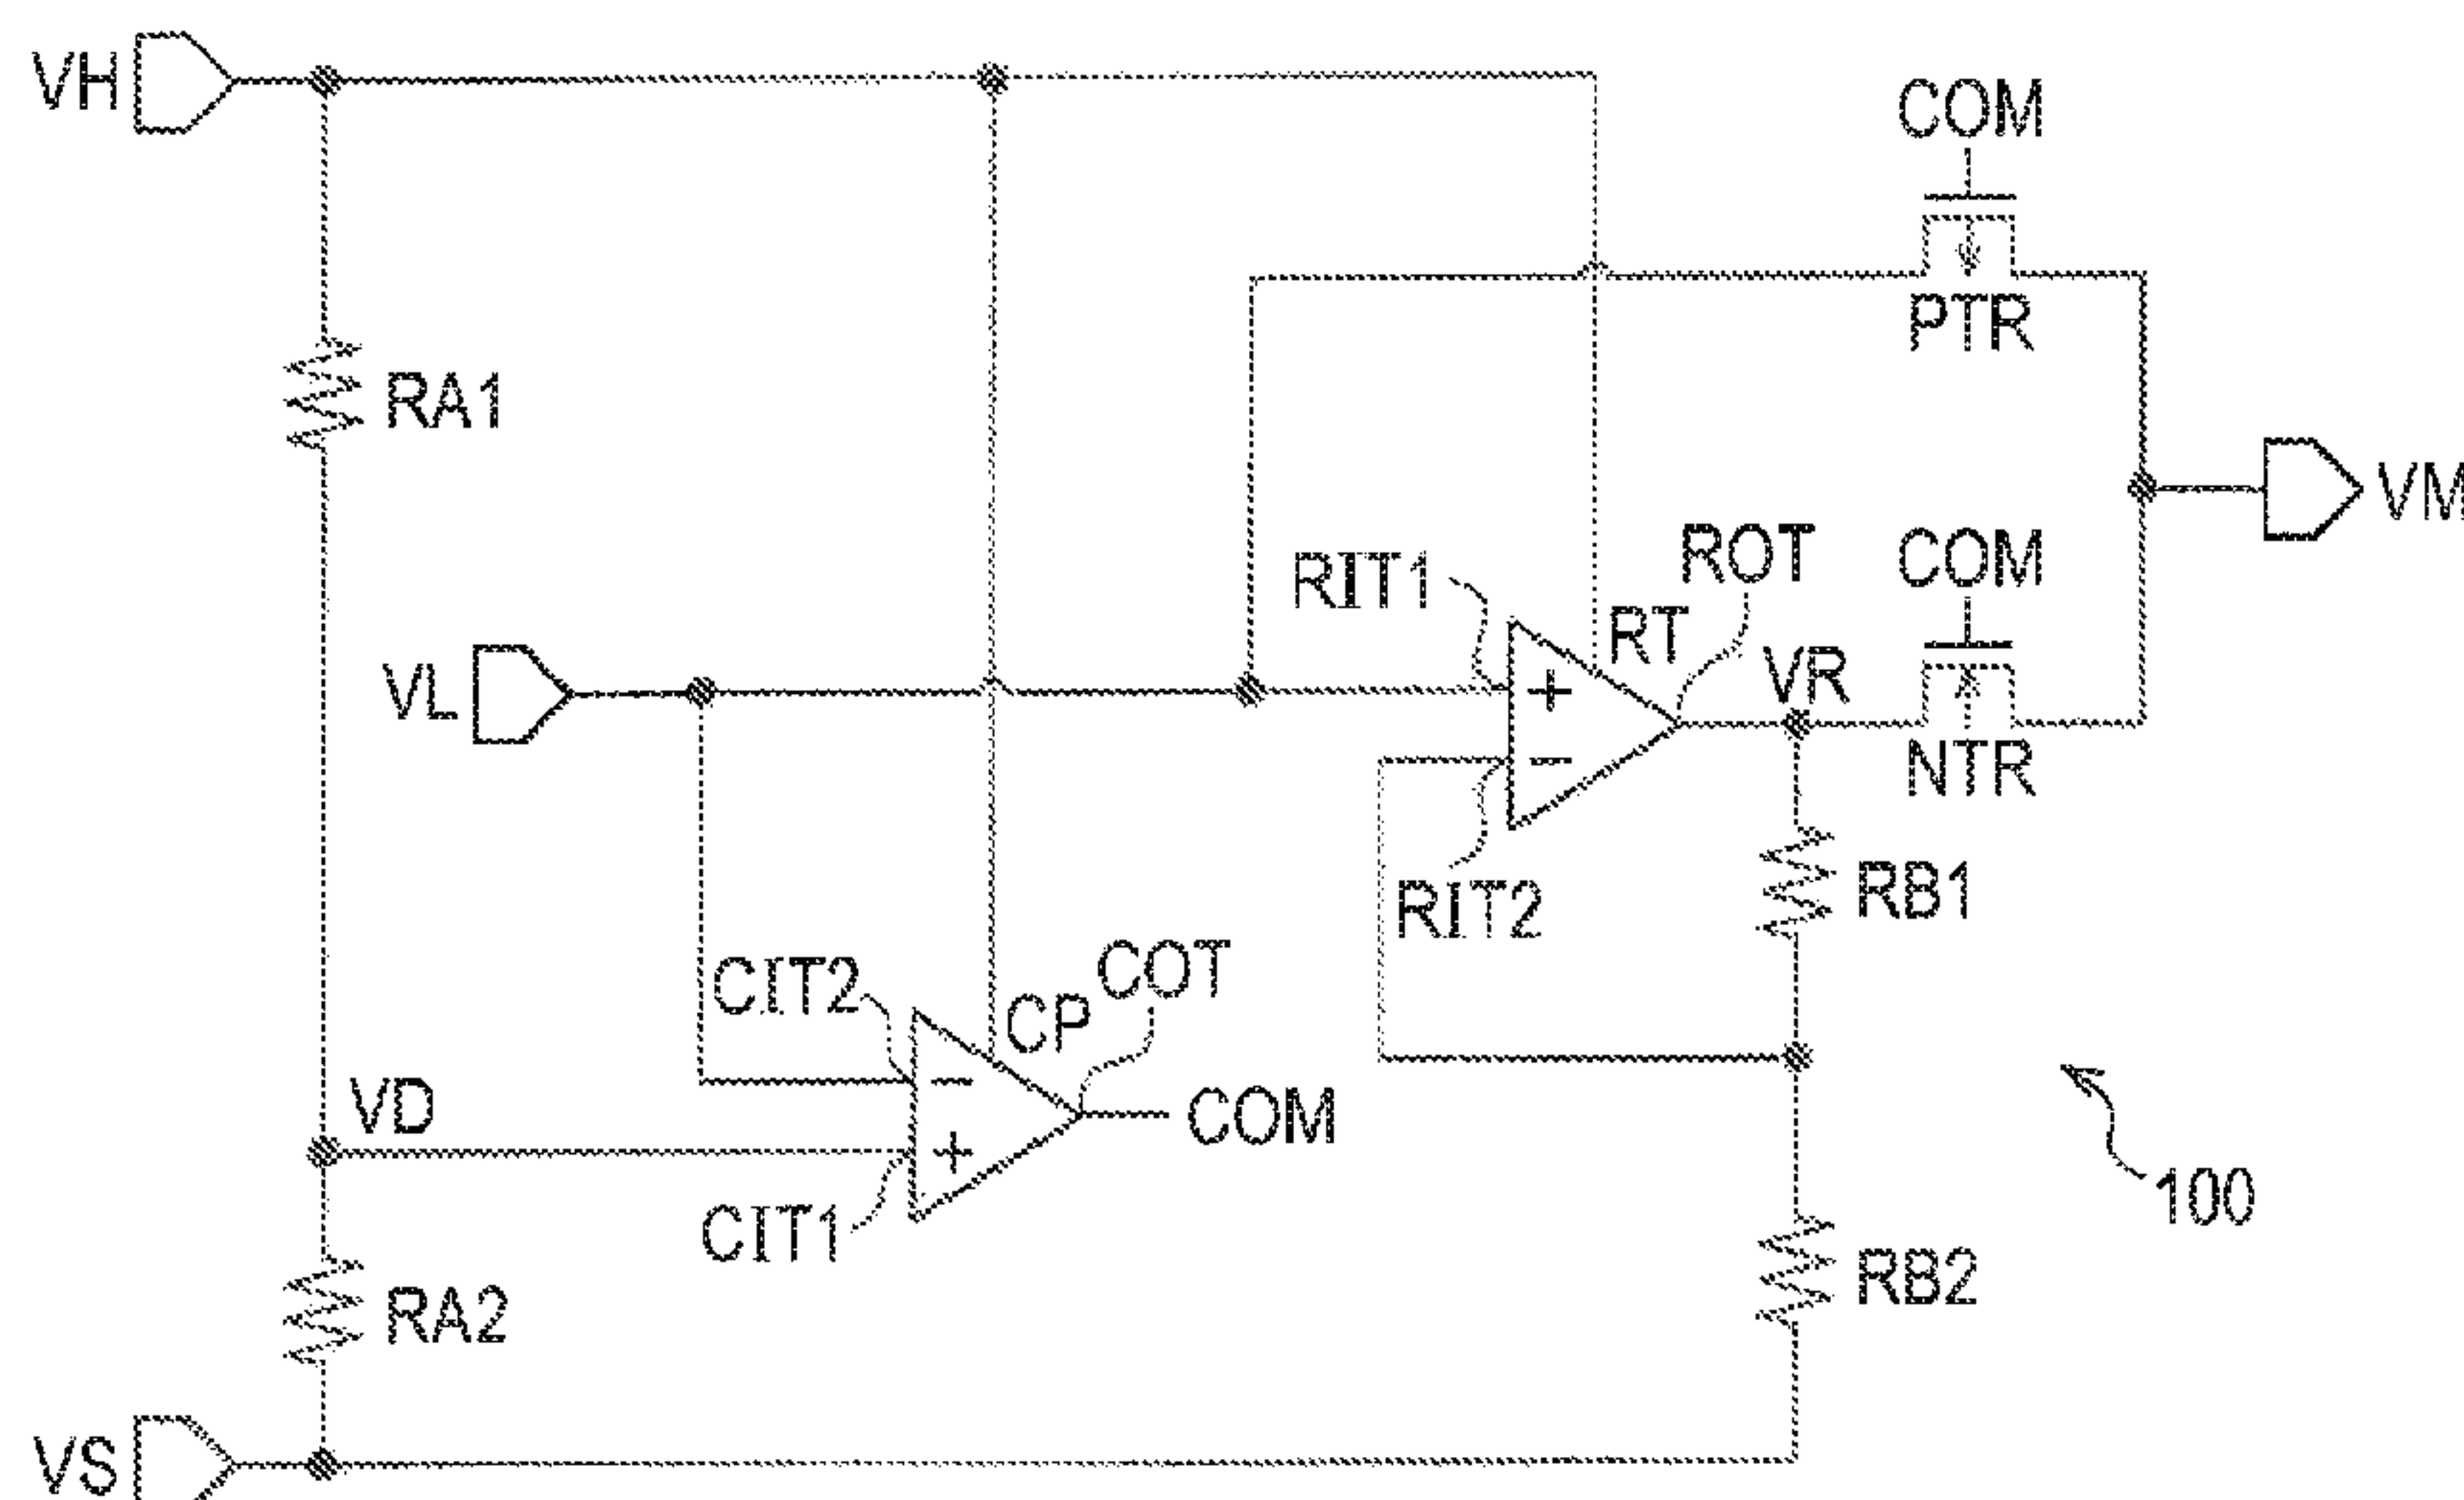 VH
COM
PTR
RA1
VM
COM
ROT
RIT1
RT
VR
VL
NTR
RB1
RIT2
COT
CIT2
CP
VD
COM
CIT1
100
RB2
RA2
VS